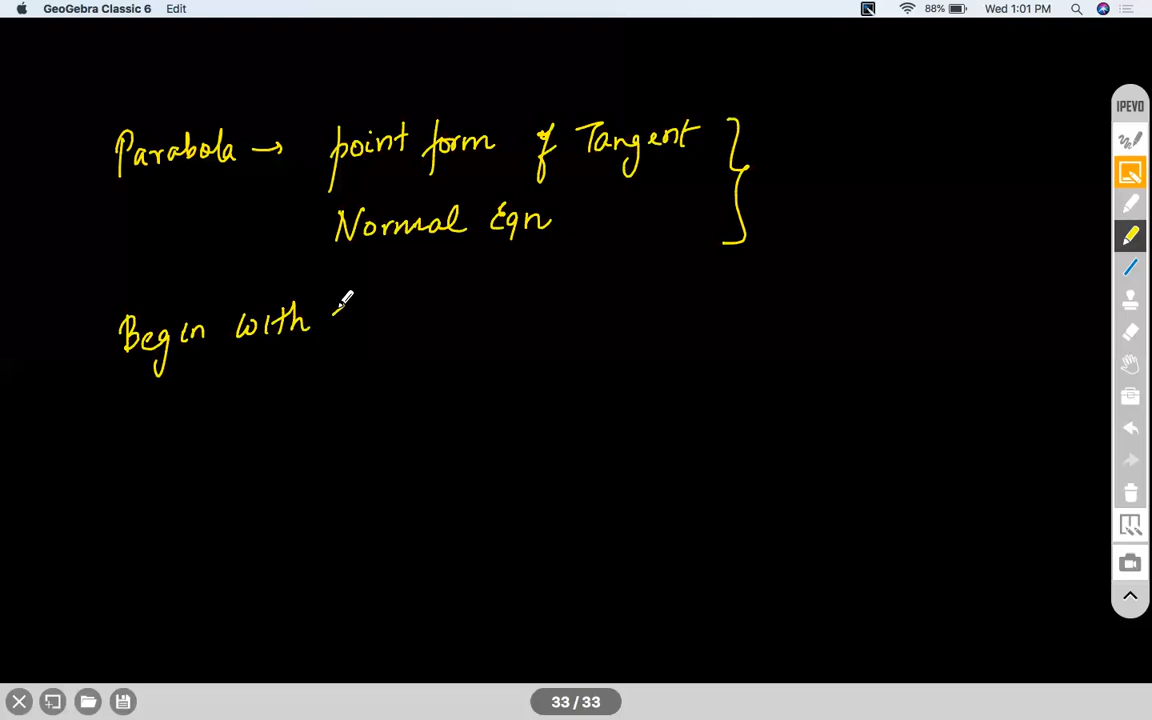 GeoGebra Classic 6 Edit 88% Wed 1:01 PM
IPEVO
Parabola → point form of Tangent
Normal Eqn
Begin with
33 / 33